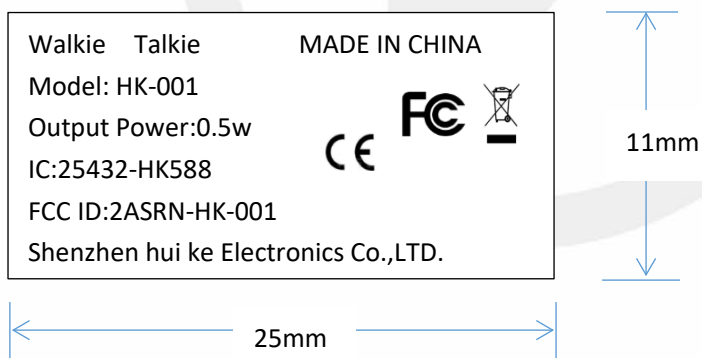 Walkie Talkie MADE IN CHINA
Model: HK-001
Output Power:0.5w
FC
CE
IC:25432-HK588
FCC ID:2ASRN-HK-001
Shenzhen hui ke Electronics Co.,LTD.
11mm
25mm